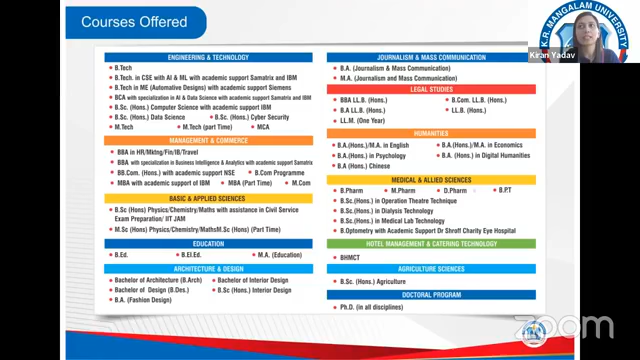 Courses Offered
K.R. MANGALAM UNIVERSITY
Kiran Yadav
ENGINEERING & TECHNOLOGY
B.Tech
B.Tech. in CSE with AI & ML with academic support Samatrix and IBM
B.Tech in ME (Automotive Designs) with academic support Siemens
BCA with specialization in AI & Data Science with academic support Samatrix and IBM
B.Sc (Hons.) Computer Science with academic support IBM
B.Sc (Hons.) Data Science B.Sc (Hons.) Cyber Security
M.Tech M.Tech (part Time) MCA
MANAGEMENT & COMMERCE
BBA in HR/Mktng/Fin/IB/Travel
BBA with specialization in Business Intelligence & Analytics with academic support Samatrix
BB.Com. (Hons) with academic support NSE B.Com Programme
MBA with academic support of IBM MBA (Part Time) M.Com
BASIC & APPLIED SCIENCES
B.Sc (Hons) Physics/Chemistry/Maths with assistance in Civil Service
Exam Preparation/ IIT JAM
M.Sc (Hons) Physics/Chemistry/MathsM.Sc (Hons) (Part Time)
EDUCATION
B.Ed. B.El.Ed. M.A. (Education)
ARCHITECTURE & DESIGN
Bachelor of Architecture (B.Arch) Bachelor of Interior Design
Bachelor of Design (B.Des.) B.Sc (Hons.) Interior Design
B.A. (Fashion Design)
JOURNALISM & MASS COMMUNICATION
B.A. (Journalism & Mass Communication)
M.A. (Journalism and Mass Communication)
LEGAL STUDIES
BBA LL.B (Hons.) B.Com LL.B. (Hons.)
B.A LL.B (Hons.) LL.B. (Hons.)
LL.M. (One Year)
HUMANITIES
B.A.(Hons.)/M.A. in English B.A.(Hons.)/M.A. in Economics
B.A.(Hons.) in Psychology B.A. (Hons.) in Digital Humanities
B.A (Hons.) Chinese
MEDICAL & ALLIED SCIENCES
B.Pharm M.Pharm D.Pharm B.P.T
B.Sc.(Hons.) in Operation Theatre Technique
B.Sc.(Hons.) in Dialysis Technology
B.Sc.(Hons.) in Medical Lab Technology
B.Optometry with Academic Support Dr Shroff Charity Eye Hospital
HOTEL MANAGEMENT & CATERING TECHNOLOGY
BHMCT
AGRICULTURE SCIENCES
B.Sc. (Hons.) Agriculture
DOCTORAL PROGRAM
Ph.D. (in all disciplines)
zoom